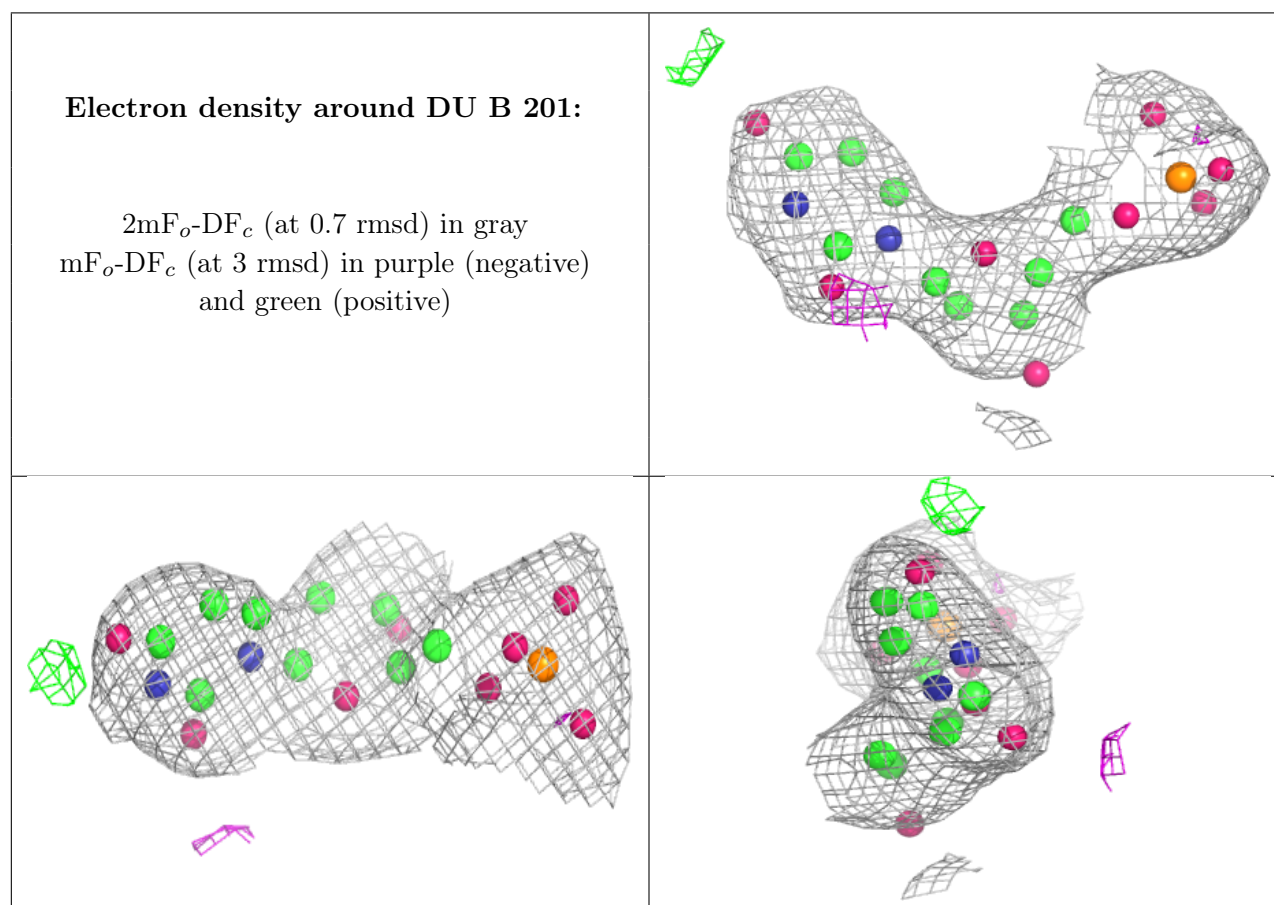 Electron density around DU B 201:
2mFo-DFc (at 0.7 rmsd) in gray
mFo-DFc (at 3 rmsd) in purple (negative)
and green (positive)